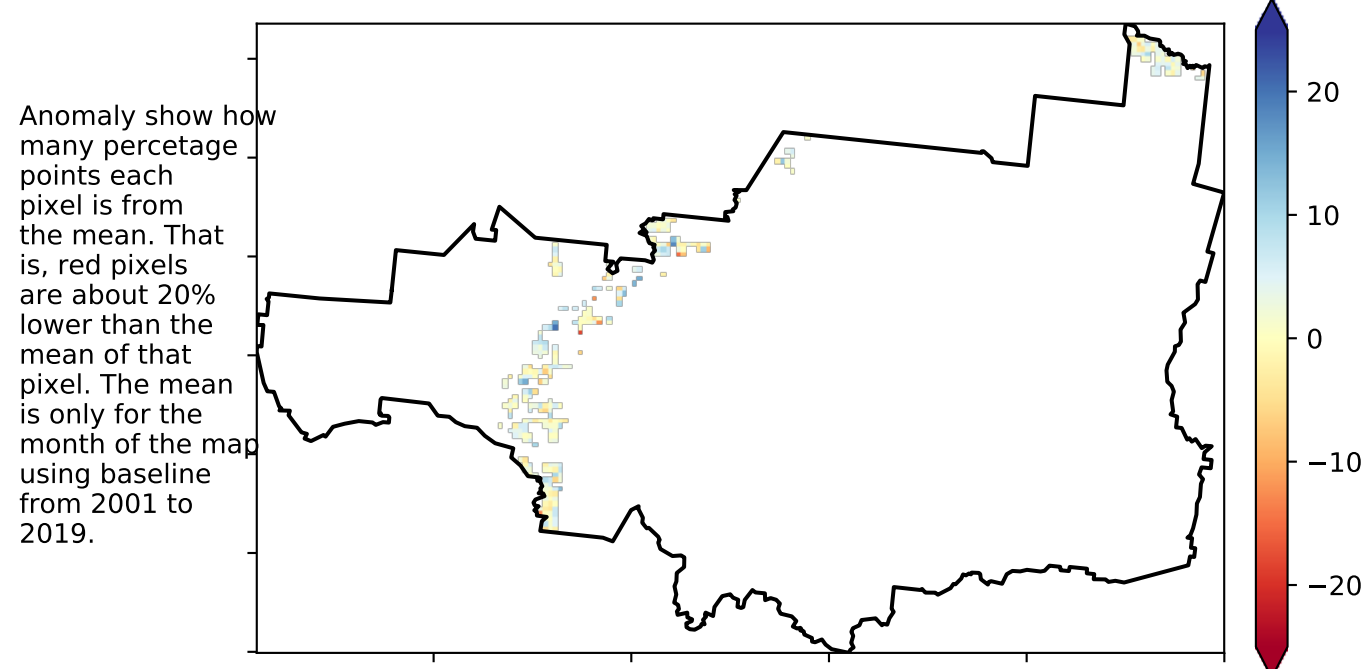 Anomaly show how
many percetage
points each
pixel is from
the mean. That
is, red pixels
are about 20%
lower than the
mean of that
pixel. The mean
is only for the
month of the map
using baseline
from 2001 to
2019.
20
10
0
−10
−20